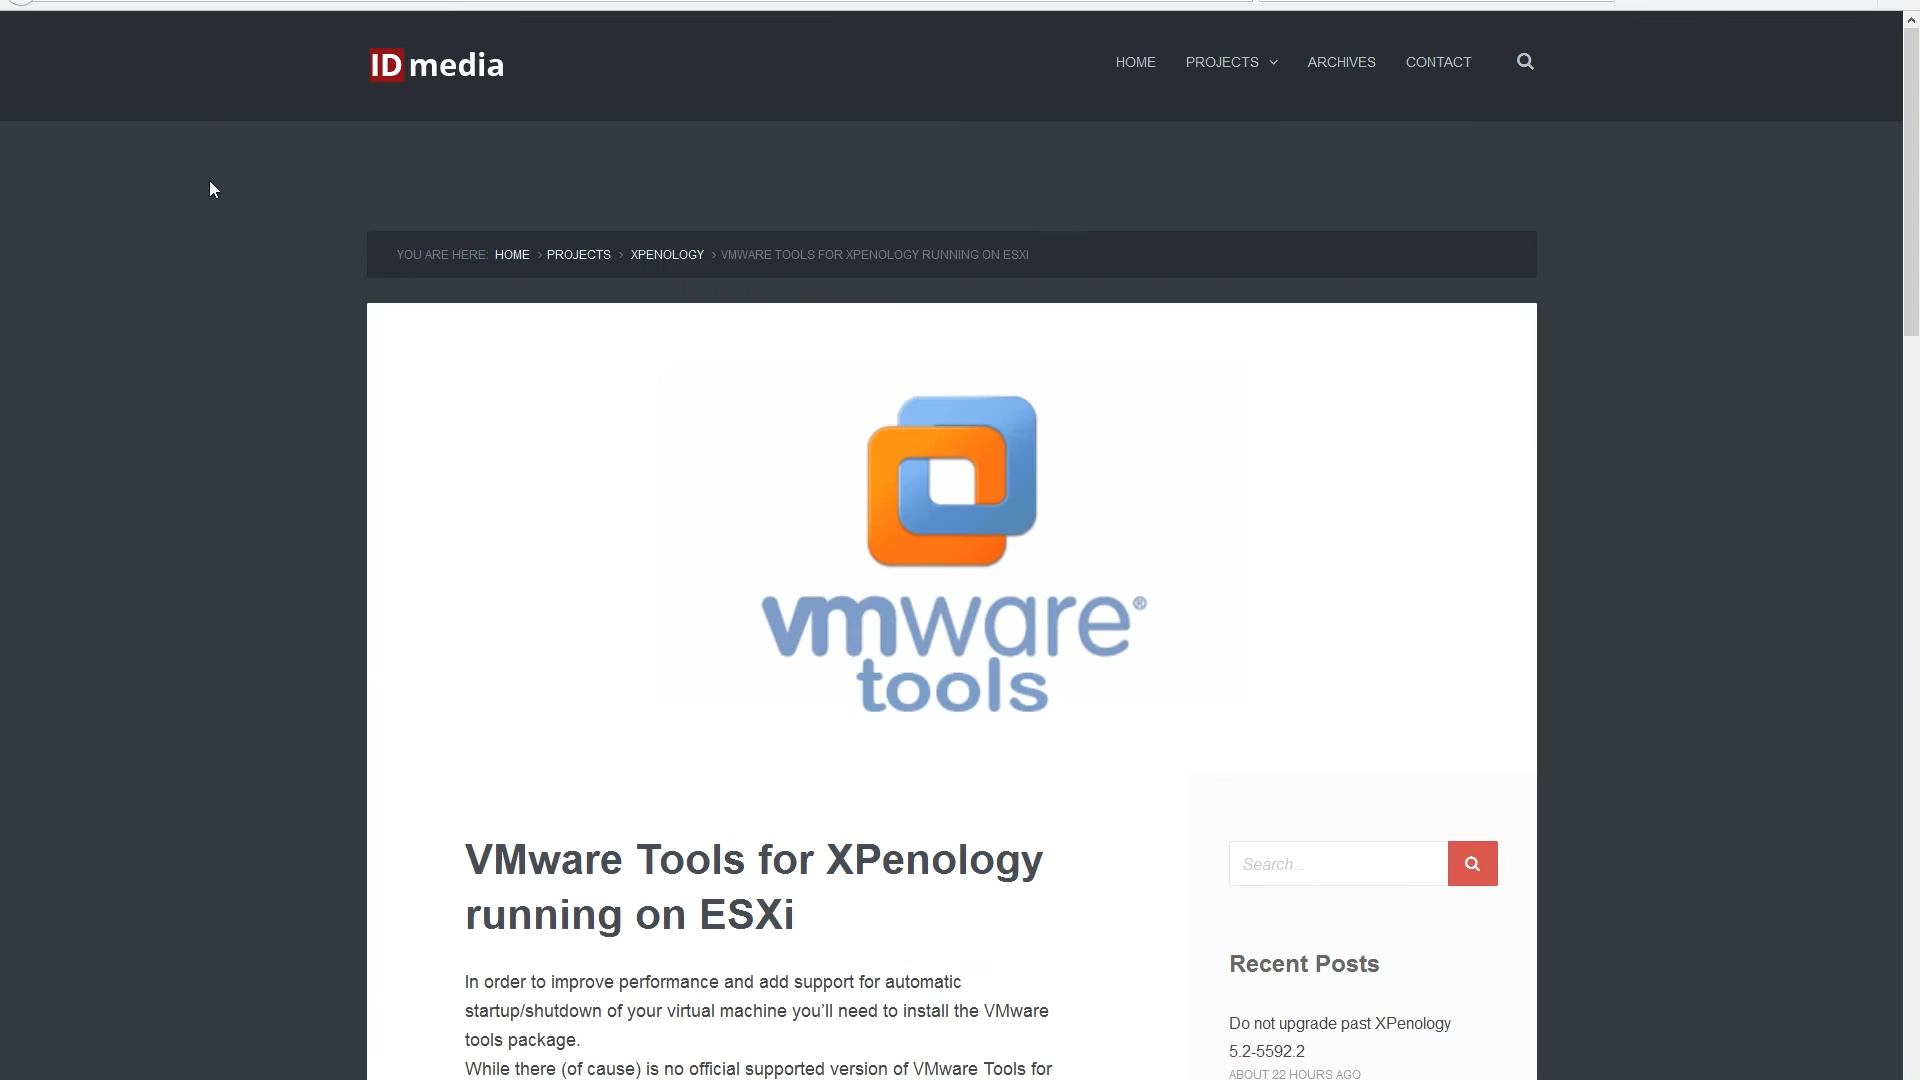 ID media
HOME PROJECTS ARCHIVES CONTACT
YOU ARE HERE: HOME › PROJECTS › XPENOLOGY › VMWARE TOOLS FOR XPENOLOGY RUNNING ON ESXI
vmware®
tools
VMware Tools for XPenology
running on ESXi
In order to improve performance and add support for automatic
startup/shutdown of your virtual machine you’ll need to install the VMware
tools package.
While there (of cause) is no official supported version of VMware Tools for
Search...
Recent Posts
Do not upgrade past XPenology
5.2-5592.2
ABOUT 22 HOURS AGO